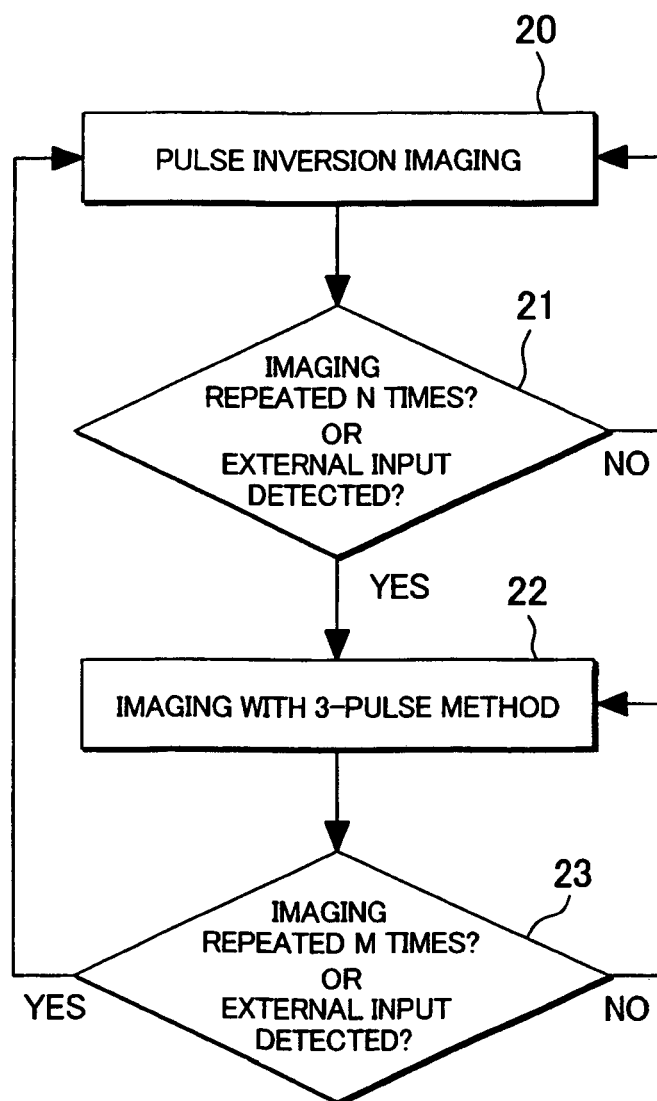 20
PULSE INVERSION IMAGING
21
IMAGING
REPEATED N TIMES?
OR
EXTERNAL INPUT
DETECTED?
NO
YES
22
IMAGING WITH 3-PULSE METHOD
23
IMAGING
REPEATED M TIMES?
OR
EXTERNAL INPUT
DETECTED?
YES
NO